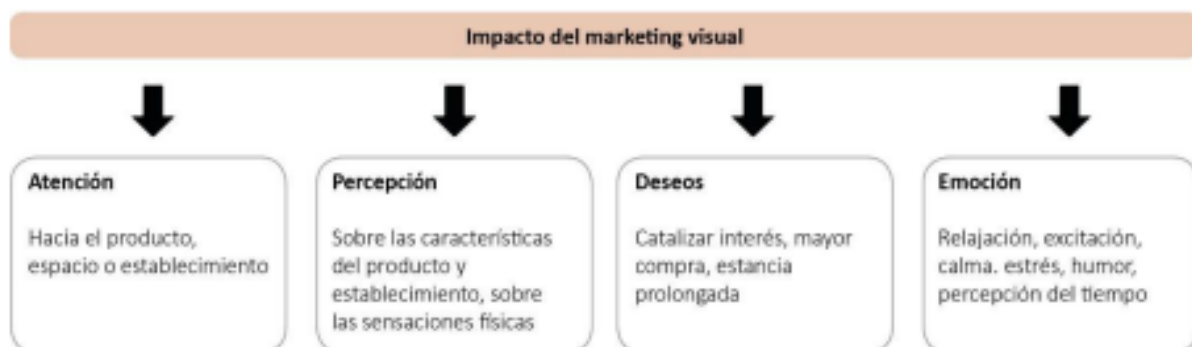 Impacto del marketing visual
Atención
Hacia el producto,
espacio o establecimiento
Percepción
Sobre las características
del producto y
establecimiento, sobre
las sensaciones físicas
Deseos
Catalizar interés, mayor
compra, estancia
prolongada
Emoción
Relajación, excitación,
calma. estrés, humor,
percepción del tiempo